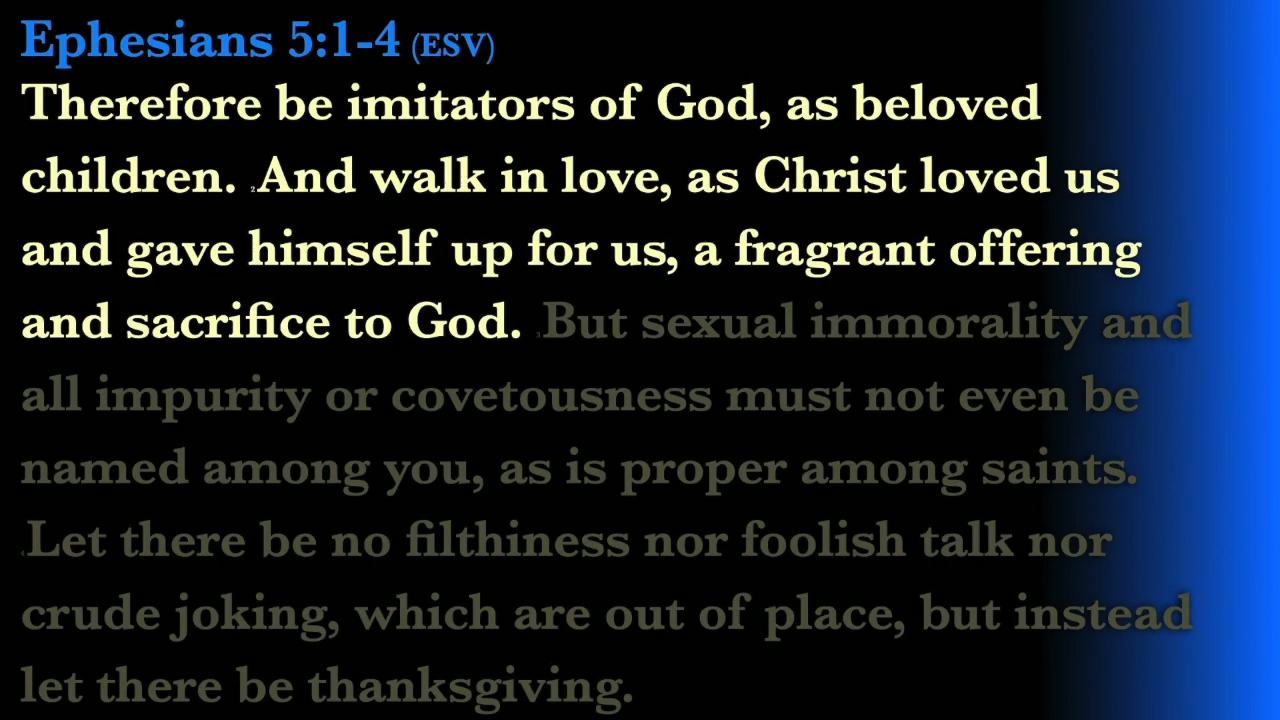 Ephesians 5:1-4 (ESV)
Therefore be imitators of God, as beloved
children. 2 And walk in love, as Christ loved us
and gave himself up for us, a fragrant offering
and sacrifice to God. 3 But sexual immorality and
all impurity or covetousness must not even be
named among you, as is proper among saints.
4 Let there be no filthiness nor foolish talk nor
crude joking, which are out of place, but instead
let there be thanksgiving.